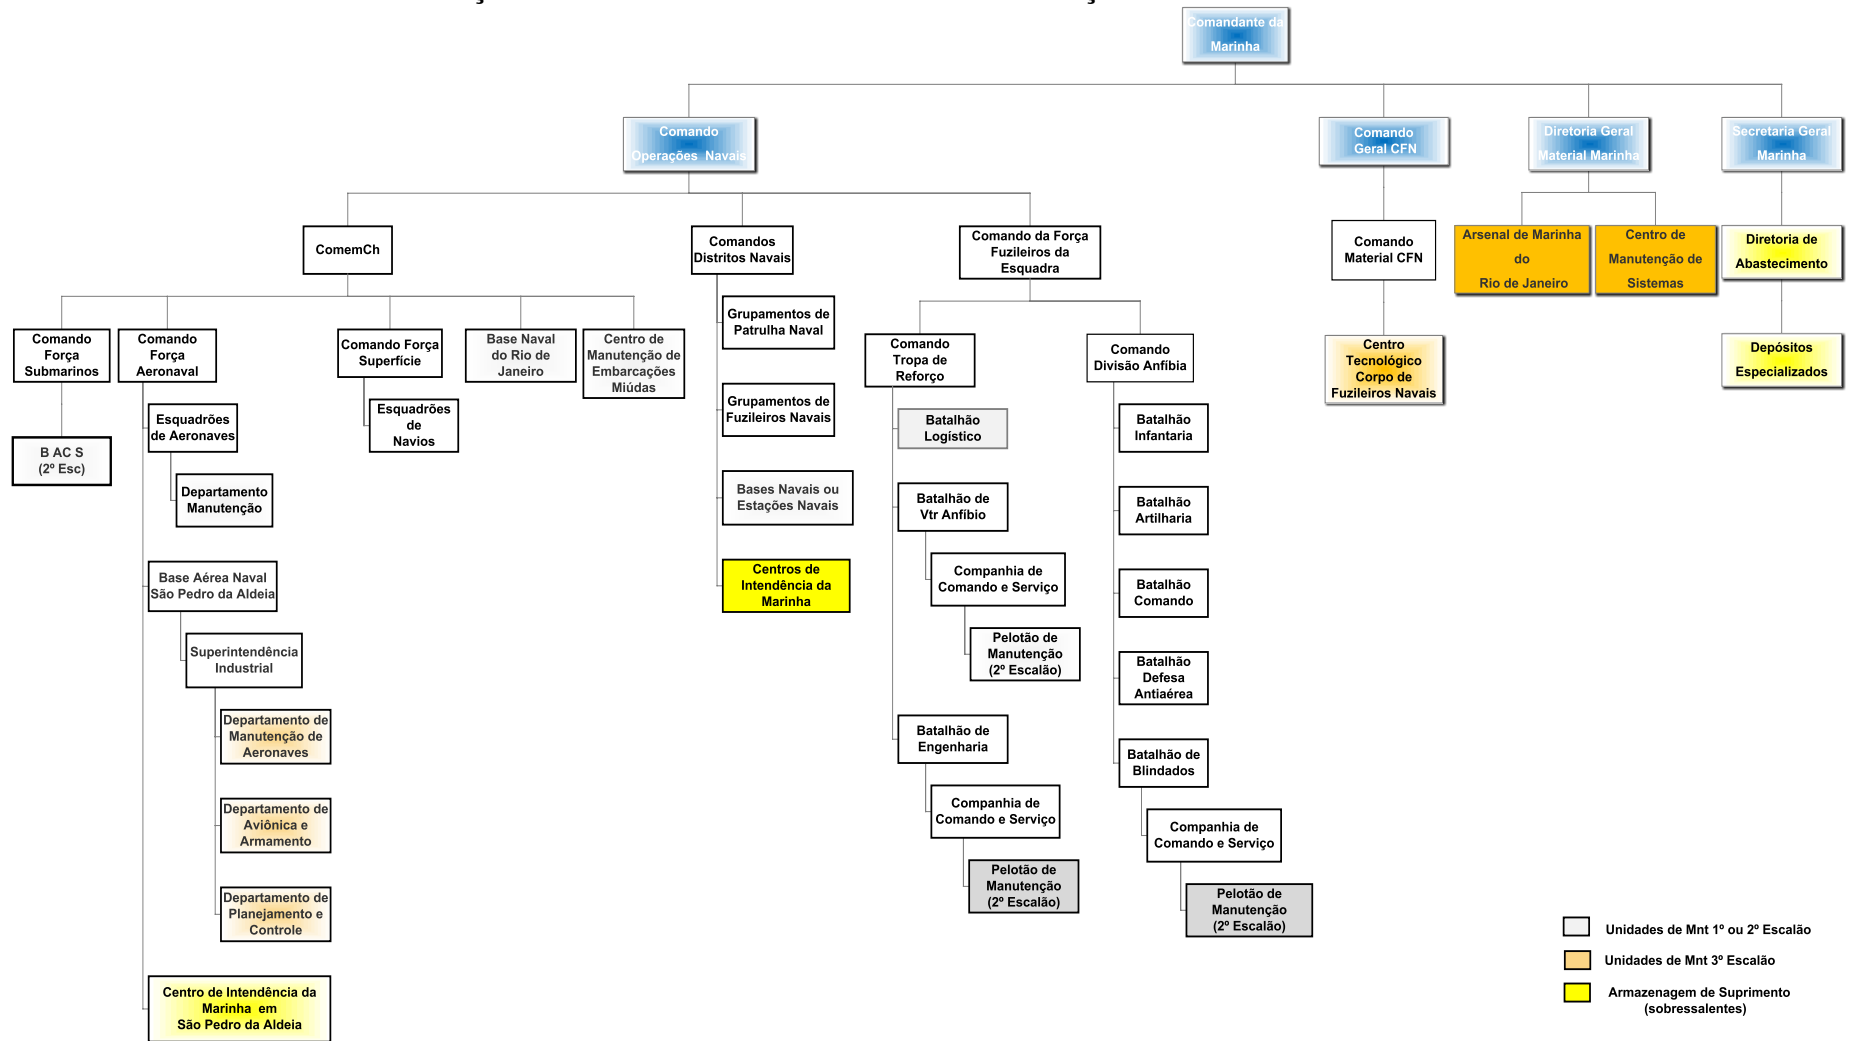 Comandante da
Marinha
Comando
Operações Navais
Comando
Geral CFN
Diretoria Geral
Material Marinha
Secretaria Geral
Marinha
ComemCh
Comandos
Distritos Navais
Comando da Força
Fuzileiros da
Esquadra
Comando
Material CFN
Arsenal de Marinha
do
Rio de Janeiro
Centro de
Manutenção de
Sistemas
Diretoria de
Abastecimento
Comando
Força
Submarinos
Comando
Força
Aeronaval
Comando Força
Superfície
Base Naval
do Rio de
Janeiro
Centro de
Manutenção de
Embarcações
Miúdas
Grupamentos de
Patrulha Naval
Comando
Tropa de
Reforço
Comando
Divisão Anfíbia
Centro
Tecnológico
Corpo de
Fuzileiros Navais
Depósitos
Especializados
B AC S
(2º Esc)
Esquadrões
de Aeronaves
Departamento
Manutenção
Esquadrões
de
Navios
Grupamentos de
Fuzileiros Navais
Bases Navais ou
Estações Navais
Centros de
Intendência da
Marinha
Batalhão
Logístico
Batalhão de
Vtr Anfíbio
Companhia de
Comando e Serviço
Pelotão de
Manutenção
(2º Escalão)
Batalhão de
Engenharia
Companhia de
Comando e Serviço
Pelotão de
Manutenção
(2º Escalão)
Batalhão
Infantaria
Batalhão
Artilharia
Batalhão
Comando
Batalhão
Defesa
Antiaérea
Batalhão de
Blindados
Companhia de
Comando e Serviço
Pelotão de
Manutenção
(2º Escalão)
Base Aérea Naval
São Pedro da Aldeia
Superintendência
Industrial
Departamento de
Manutenção de
Aeronaves
Departamento de
Aviônica e
Armamento
Departamento de
Planejamento e
Controle
Centro de Intendência da
Marinha em
São Pedro da Aldeia
Unidades de Mnt 1º ou 2º Escalão
Unidades de Mnt 3º Escalão
Armazenagem de Suprimento
(sobressalentes)